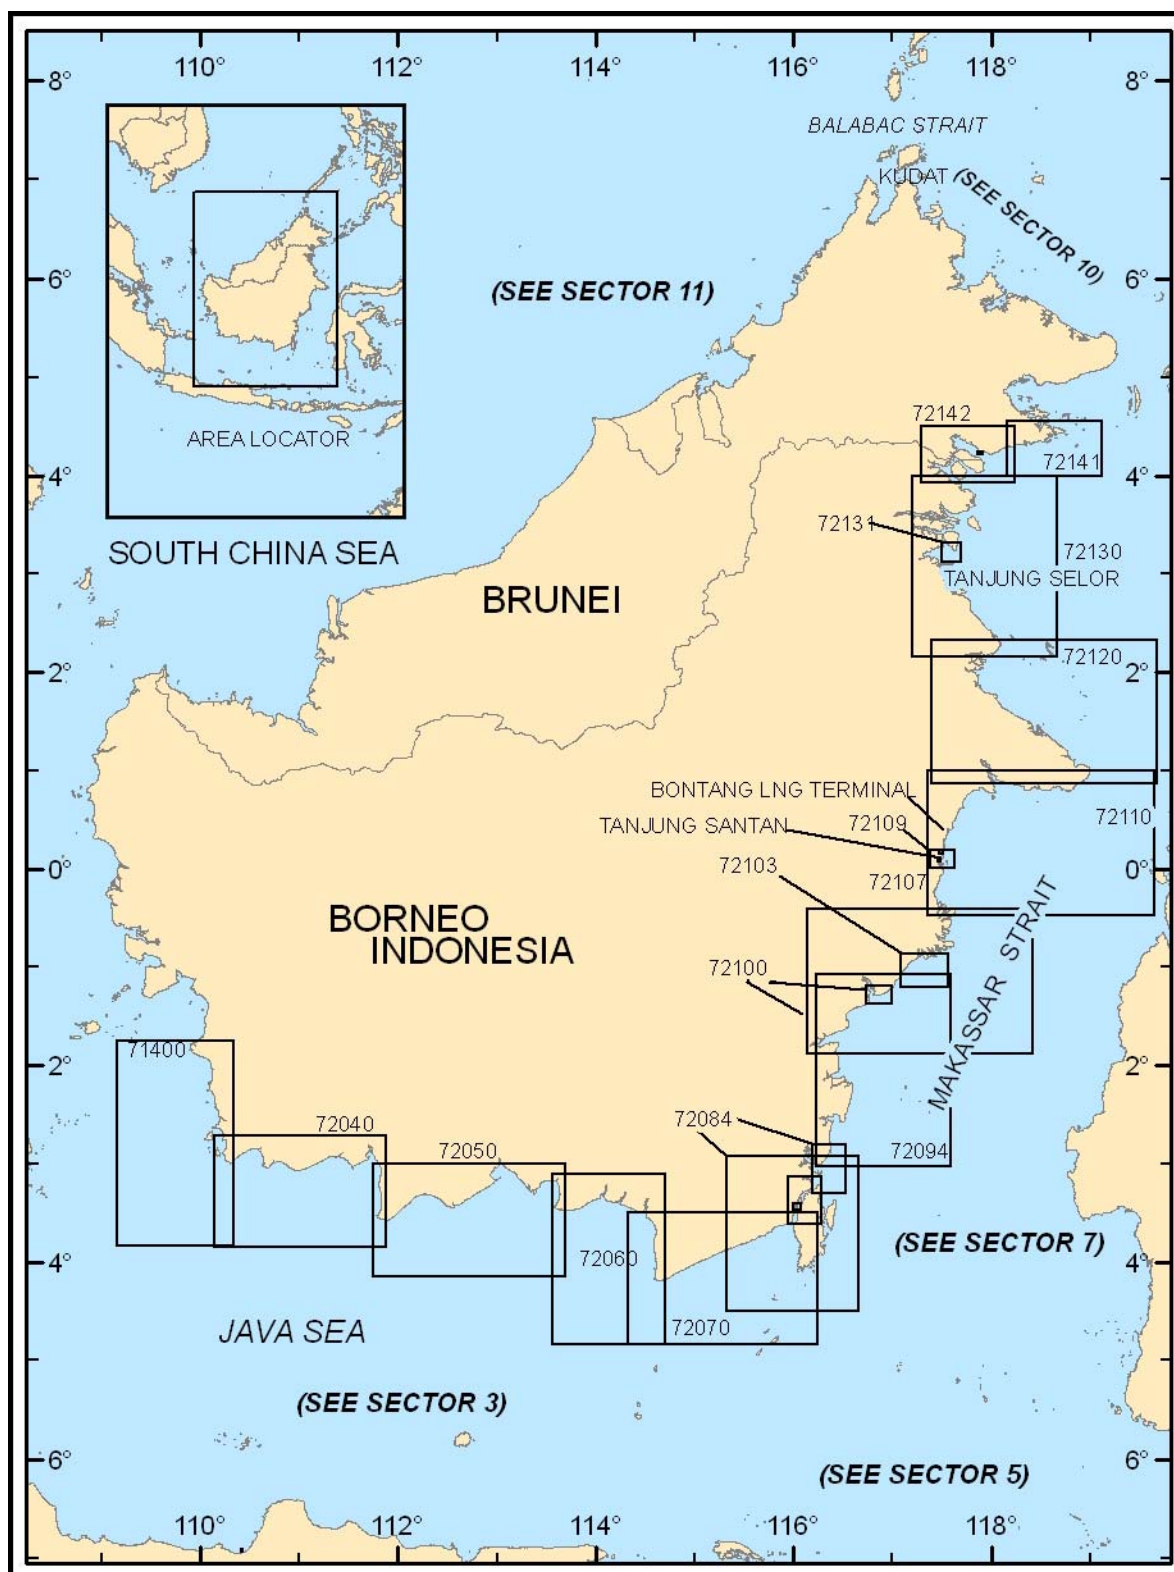 110°
112°
114°
116°
118°
8°
8°
BALABAC STRAIT
KUDAT
(SEE SECTOR 10)
6°
6°
(SEE SECTOR 11)
AREA LOCATOR
72142
72141
4°
4°
72131
72130
SOUTH CHINA SEA
TANJUNG SELOR
BRUNEI
72120
2°
2°
BONTANG LNG TERMINAL
72110
TANJUNG SANTAN
72109
72103
72107
0°
0°
BORNEO
INDONESIA
72100
MAKASSAR STRAIT
71400
2°
2°
72040
72084
72050
72094
(SEE SECTOR 7)
4°
4°
72060
72070
JAVA SEA
(SEE SECTOR 3)
6°
6°
(SEE SECTOR 5)
110°
112°
114°
116°
118°